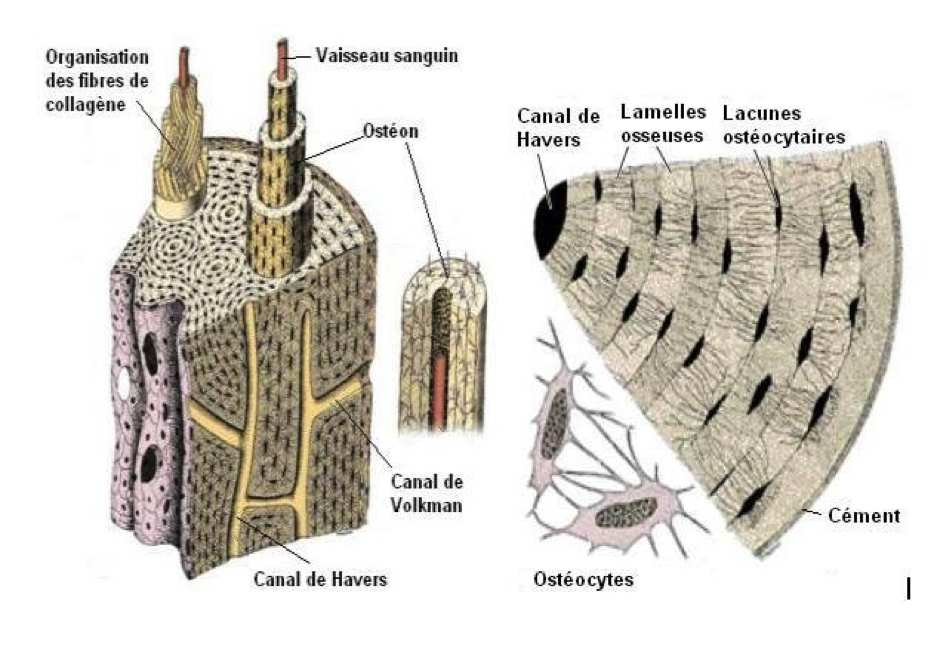 Organisation
des fibres de
collagène
Vaisseau sanguin
Ostéon
Canal de
Havers
Lamelles
osseuses
Lacunes
ostéocytaires
Canal de
Volkman
Canal de Havers
Cément
Ostéocytes